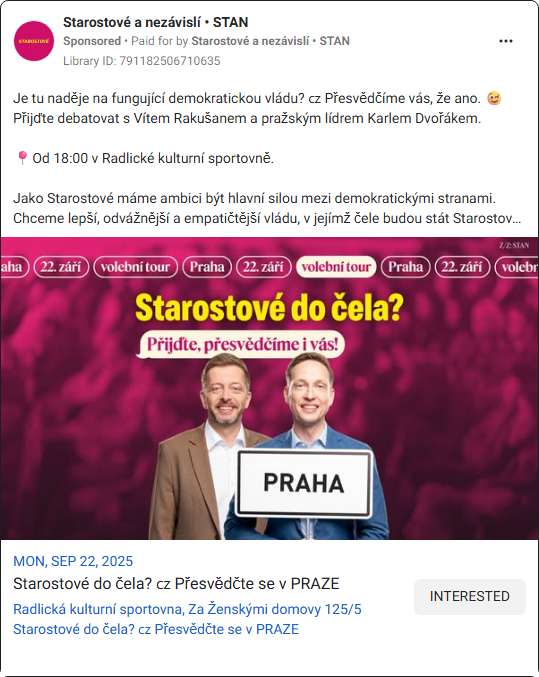 Starostové a nezávislí • STAN
Sponsored • Paid for by Starostové a nezávislí • STAN
Library ID: 791182506710635
STAROSTOVÉ
Je tu naděje na fungující demokratickou vládu? cz Přesvědčíme vás, že ano. 😉
Přijďte debatovat s Vítem Rakušanem a pražským lídrem Karlem Dvořákem.
📍 Od 18:00 v Radlické kulturní sportovně.
Jako Starostové máme ambici být hlavní silou mezi demokratickými stranami.
Chceme lepší, odvážnější a empatičtější vládu, v jejímž čele budou stát Starostov...
Z/Z: STAN
aha 22. září volební tour Praha 22. září volební tour Praha 22. září voleb
Starostové do čela?
Přijďte, přesvědčíme i vás!
PRAHA
MON, SEP 22, 2025
Starostové do čela? cz Přesvědčte se v PRAZE
INTERESTED
Radlická kulturní sportovna, Za Ženskými domovy 125/5
Starostové do čela? cz Přesvědčte se v PRAZE